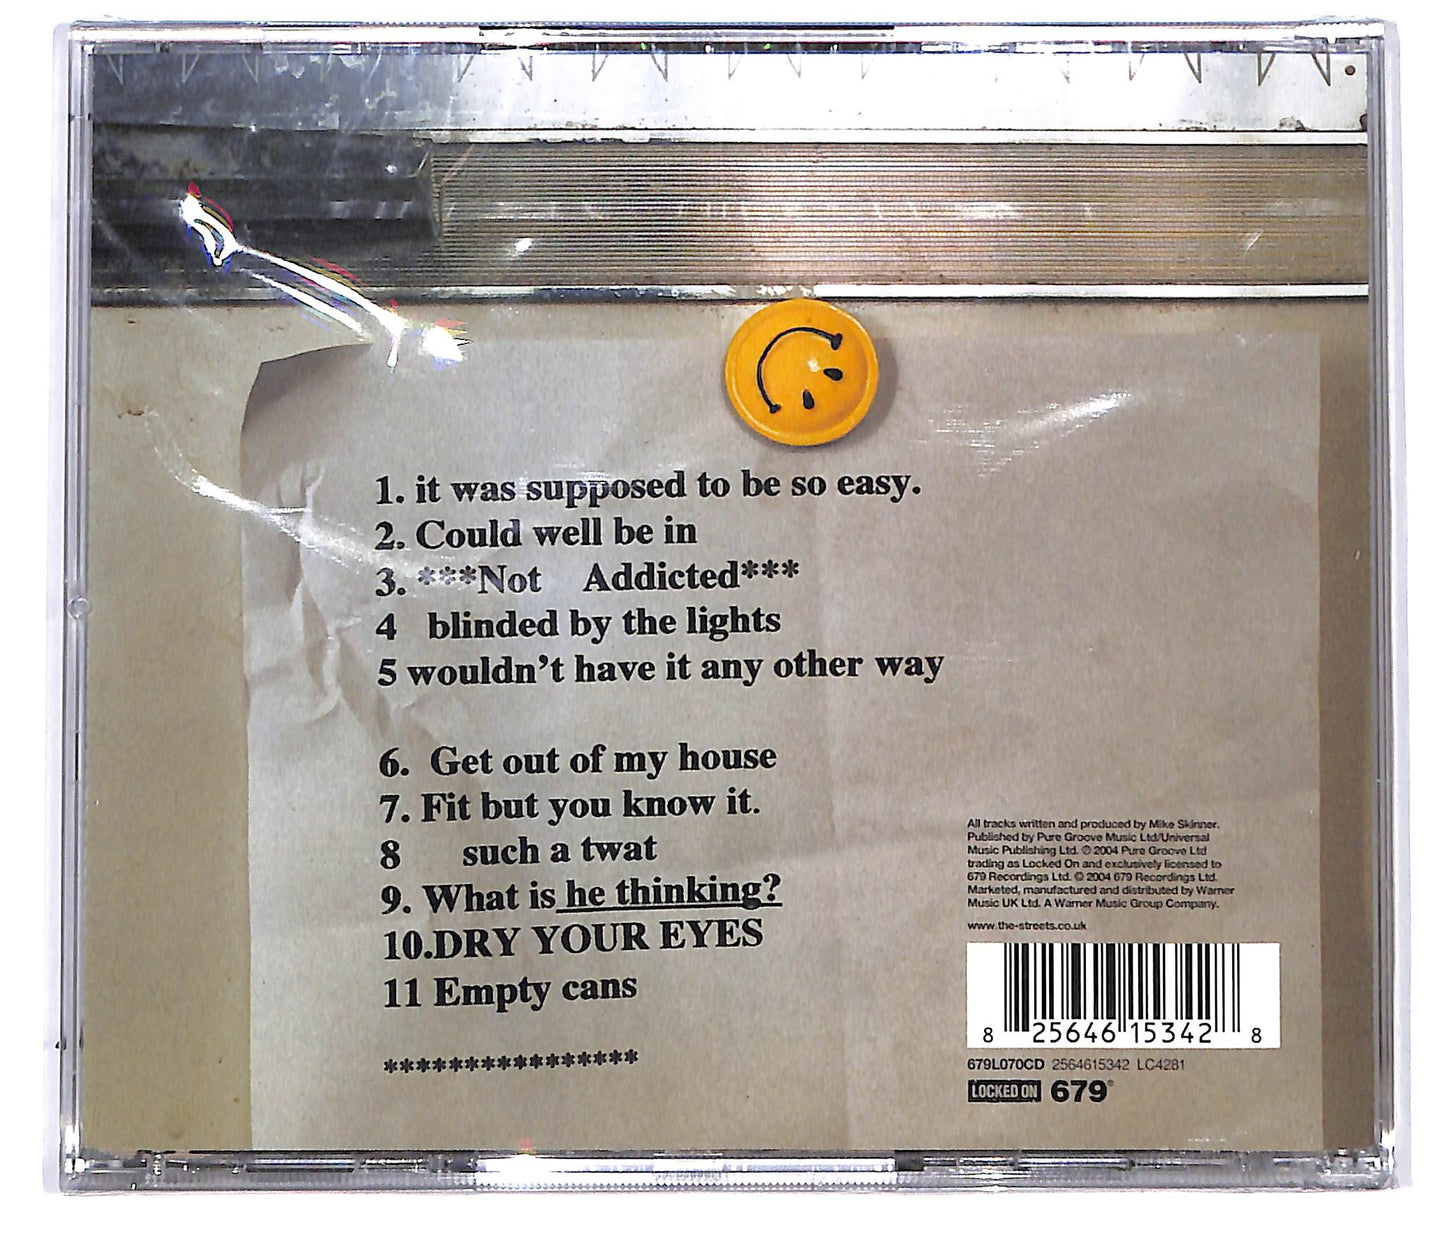 1. it was supposed to be so easy.
2. Could well be in
3. ***Not Addicted***
4 blinded by the lights
5 wouldn't have it any other way
6. Get out of my house
7. Fit but you know it.
8 such a twat
9. What is he thinking?
10.DRY YOUR EYES
11 Empty cans
****************
All tracks written and produced by Mike Skinner.
Published by Pure Groove Music Ltd/Universal
Music Publishing Ltd. ℗ 2004 Pure Groove Ltd
trading as Locked On and exclusively licensed to
679 Recordings Ltd. © 2004 679 Recordings Ltd.
Marketed, manufactured and distributed by Warner
Music UK Ltd. A Warner Music Group Company.
www.the-streets.co.uk
8 25646 15342 8
679L070CD 2564615342 LC4281
LOCKED ON 679®